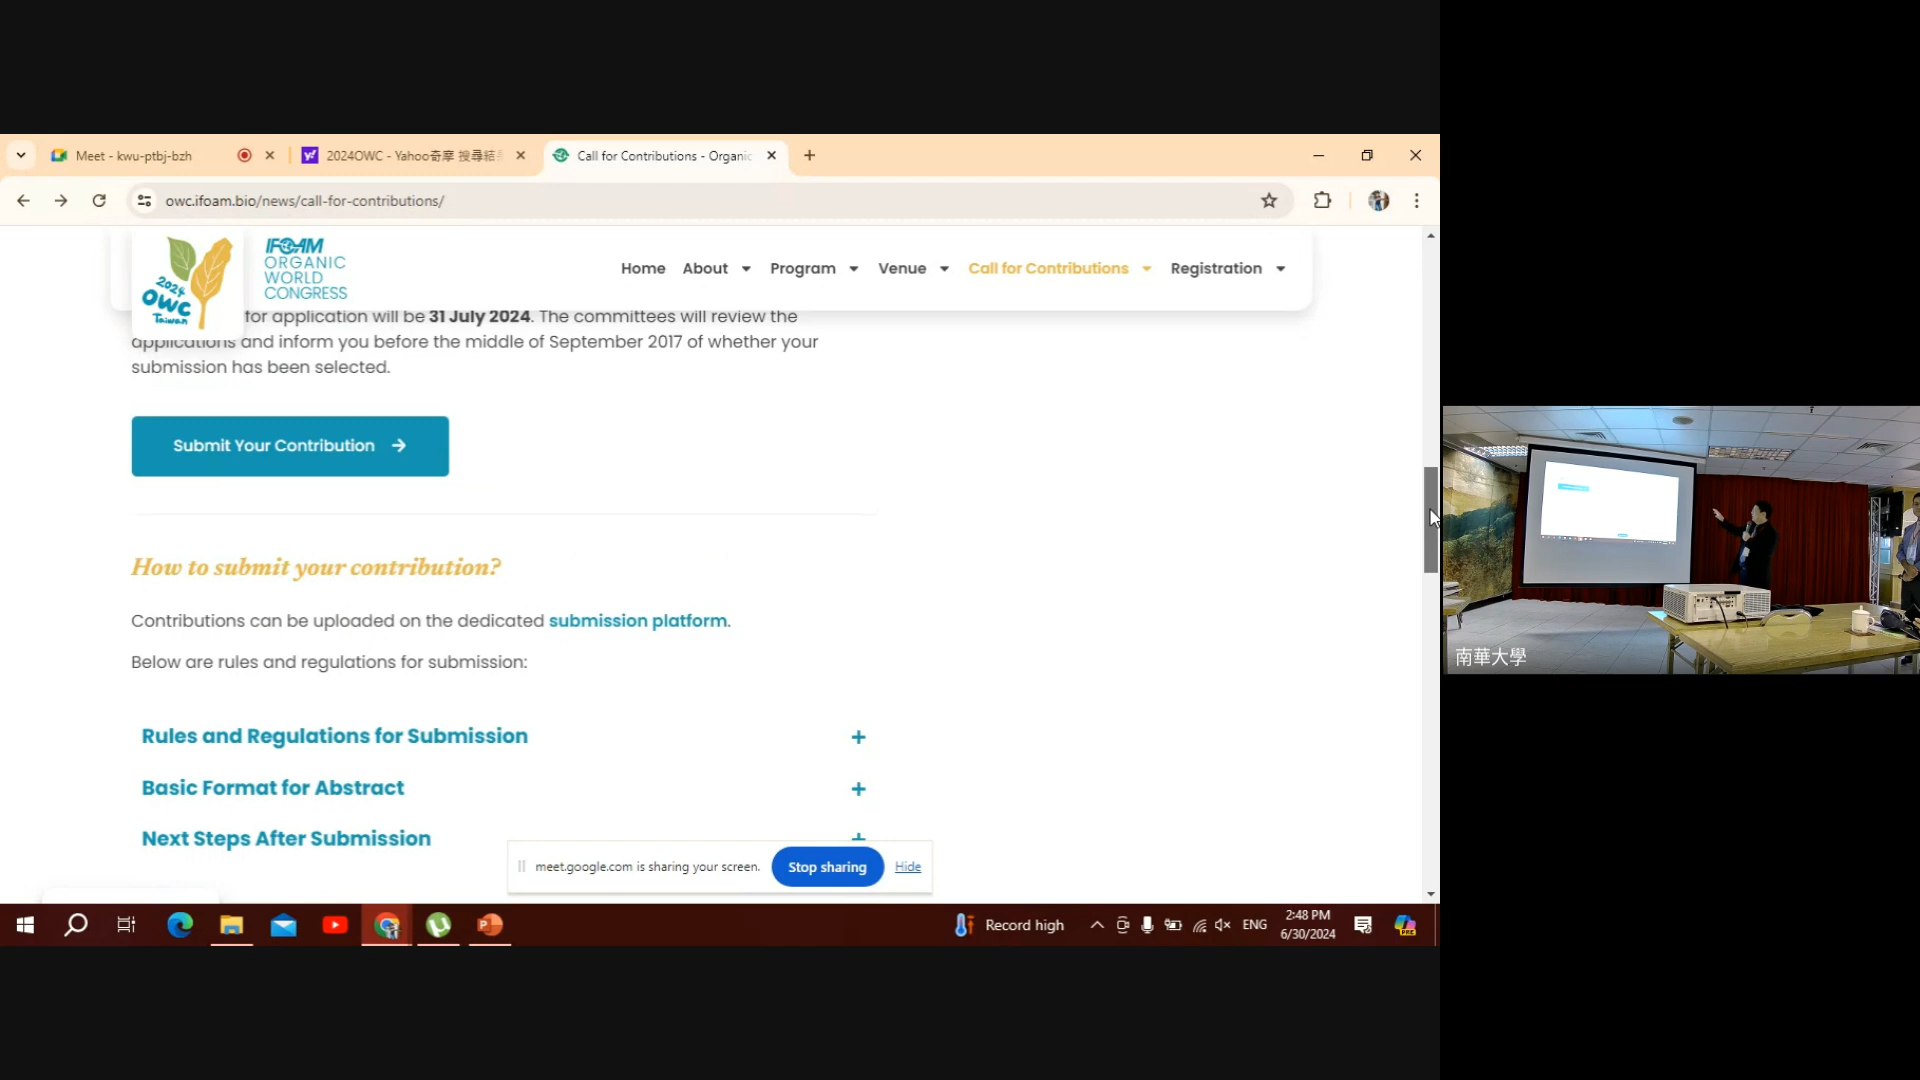 Meet - kwu-ptbj-bzh
2024OWC - Yahoo奇摩 搜尋結
Call for Contributions - Organic
owc.ifoam.bio/news/call-for-contributions/
2024
OWC
Taiwan
IFOAM
ORGANIC
WORLD
CONGRESS
Home
About
Program
Venue
Call for Contributions
Registration
for application will be 31 July 2024. The committees will review the
applications and inform you before the middle of September 2017 of whether your
submission has been selected.
Submit Your Contribution →
How to submit your contribution?
Contributions can be uploaded on the dedicated submission platform.
Below are rules and regulations for submission:
Rules and Regulations for Submission +
Basic Format for Abstract +
Next Steps After Submission +
meet.google.com is sharing your screen.
Stop sharing
Hide
Record high
ENG
2:48 PM
6/30/2024
PRE
南華大學